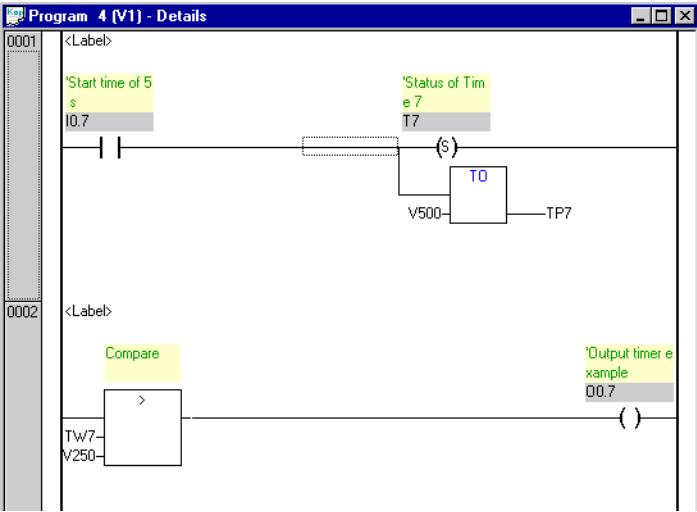 Kop Program 4 (V1) - Details
0001
<Label>
'Start time of 5
s
I0.7
'Status of Tim
e 7
T7
S
TO
V500
TP7
0002
<Label>
Compare
>
TW7
V250
'Output timer e
xample
O0.7